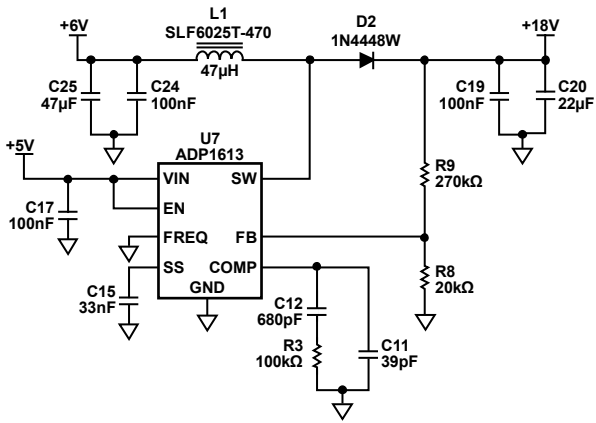 +6V
L1
SLF6025T-470
47µH
D2
1N4448W
+18V
C25
47µF
C24
100nF
C19
100nF
C20
22µF
+5V
U7
ADP1613
VIN
SW
EN
C17
100nF
FREQ
FB
SS
COMP
GND
R9
270kΩ
R8
20kΩ
C15
33nF
C12
680pF
R3
100kΩ
C11
39pF